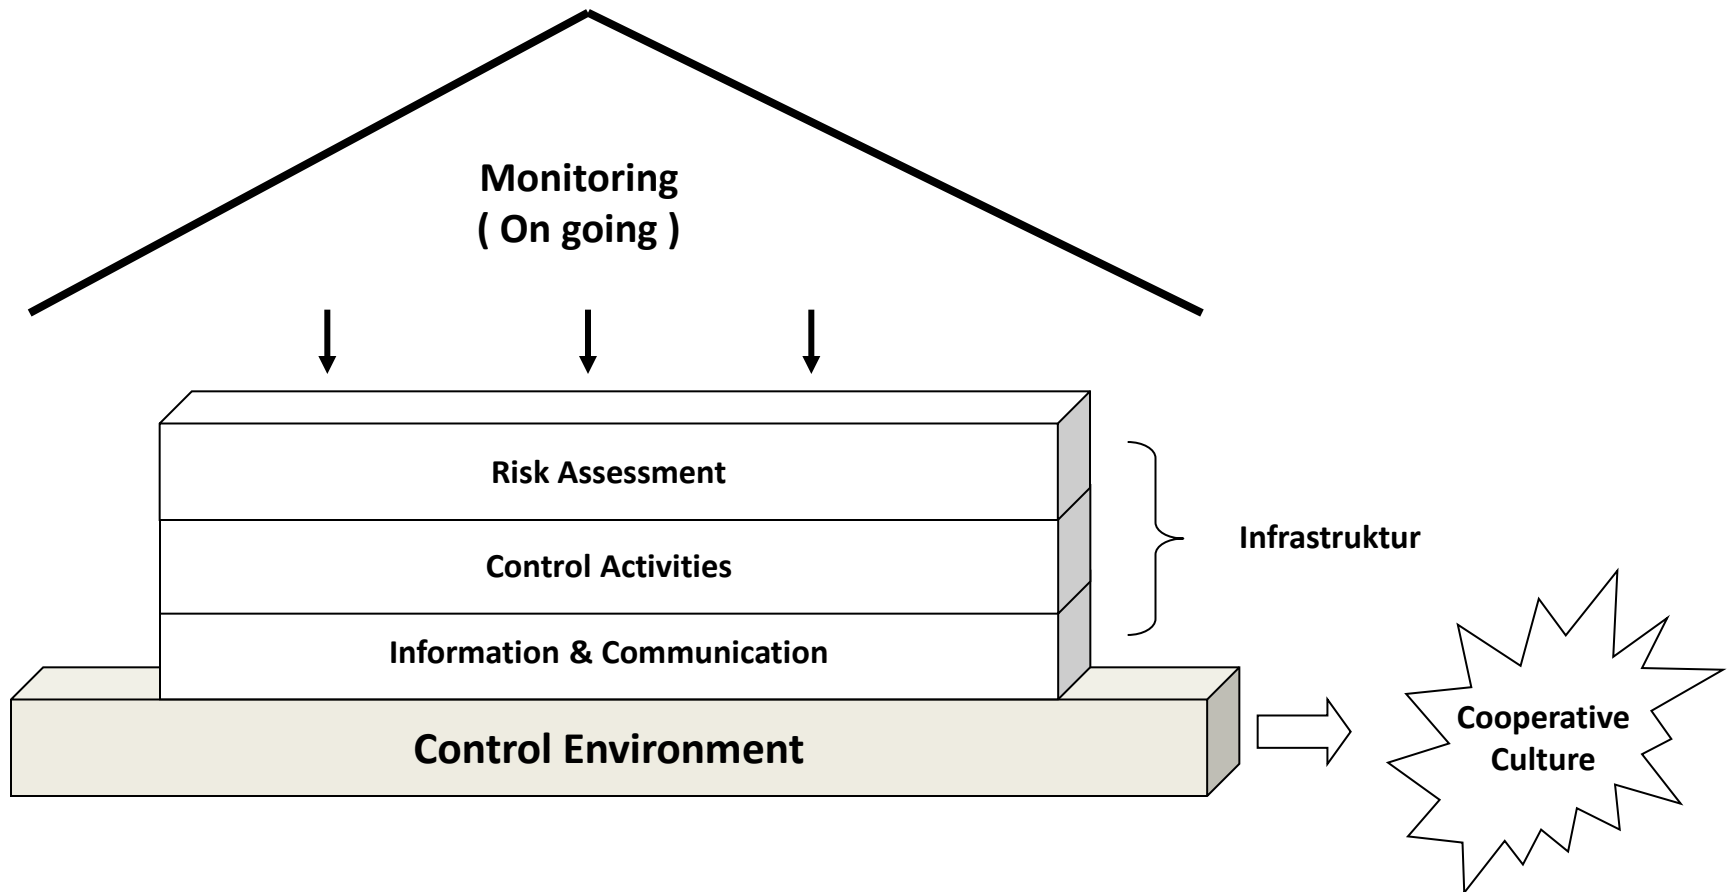 Monitoring
( On going )
Risk Assessment
Control Activities
Infrastruktur
Information & Communication
Control Environment
Cooperative
Culture